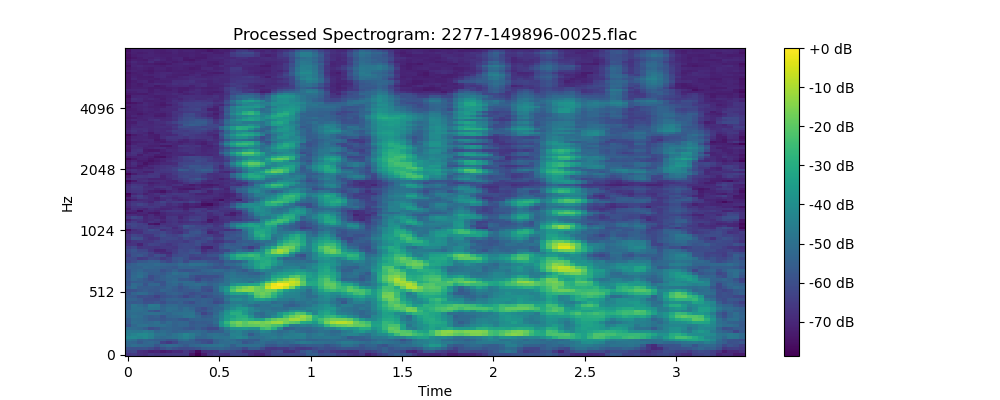 Processed Spectrogram: 2277-149896-0025.flac
+0 dB
-10 dB
-20 dB
-30 dB
-40 dB
-50 dB
-60 dB
-70 dB
4096
2048
1024
512
0
Hz
0
0.5
1
1.5
2
2.5
3
Time